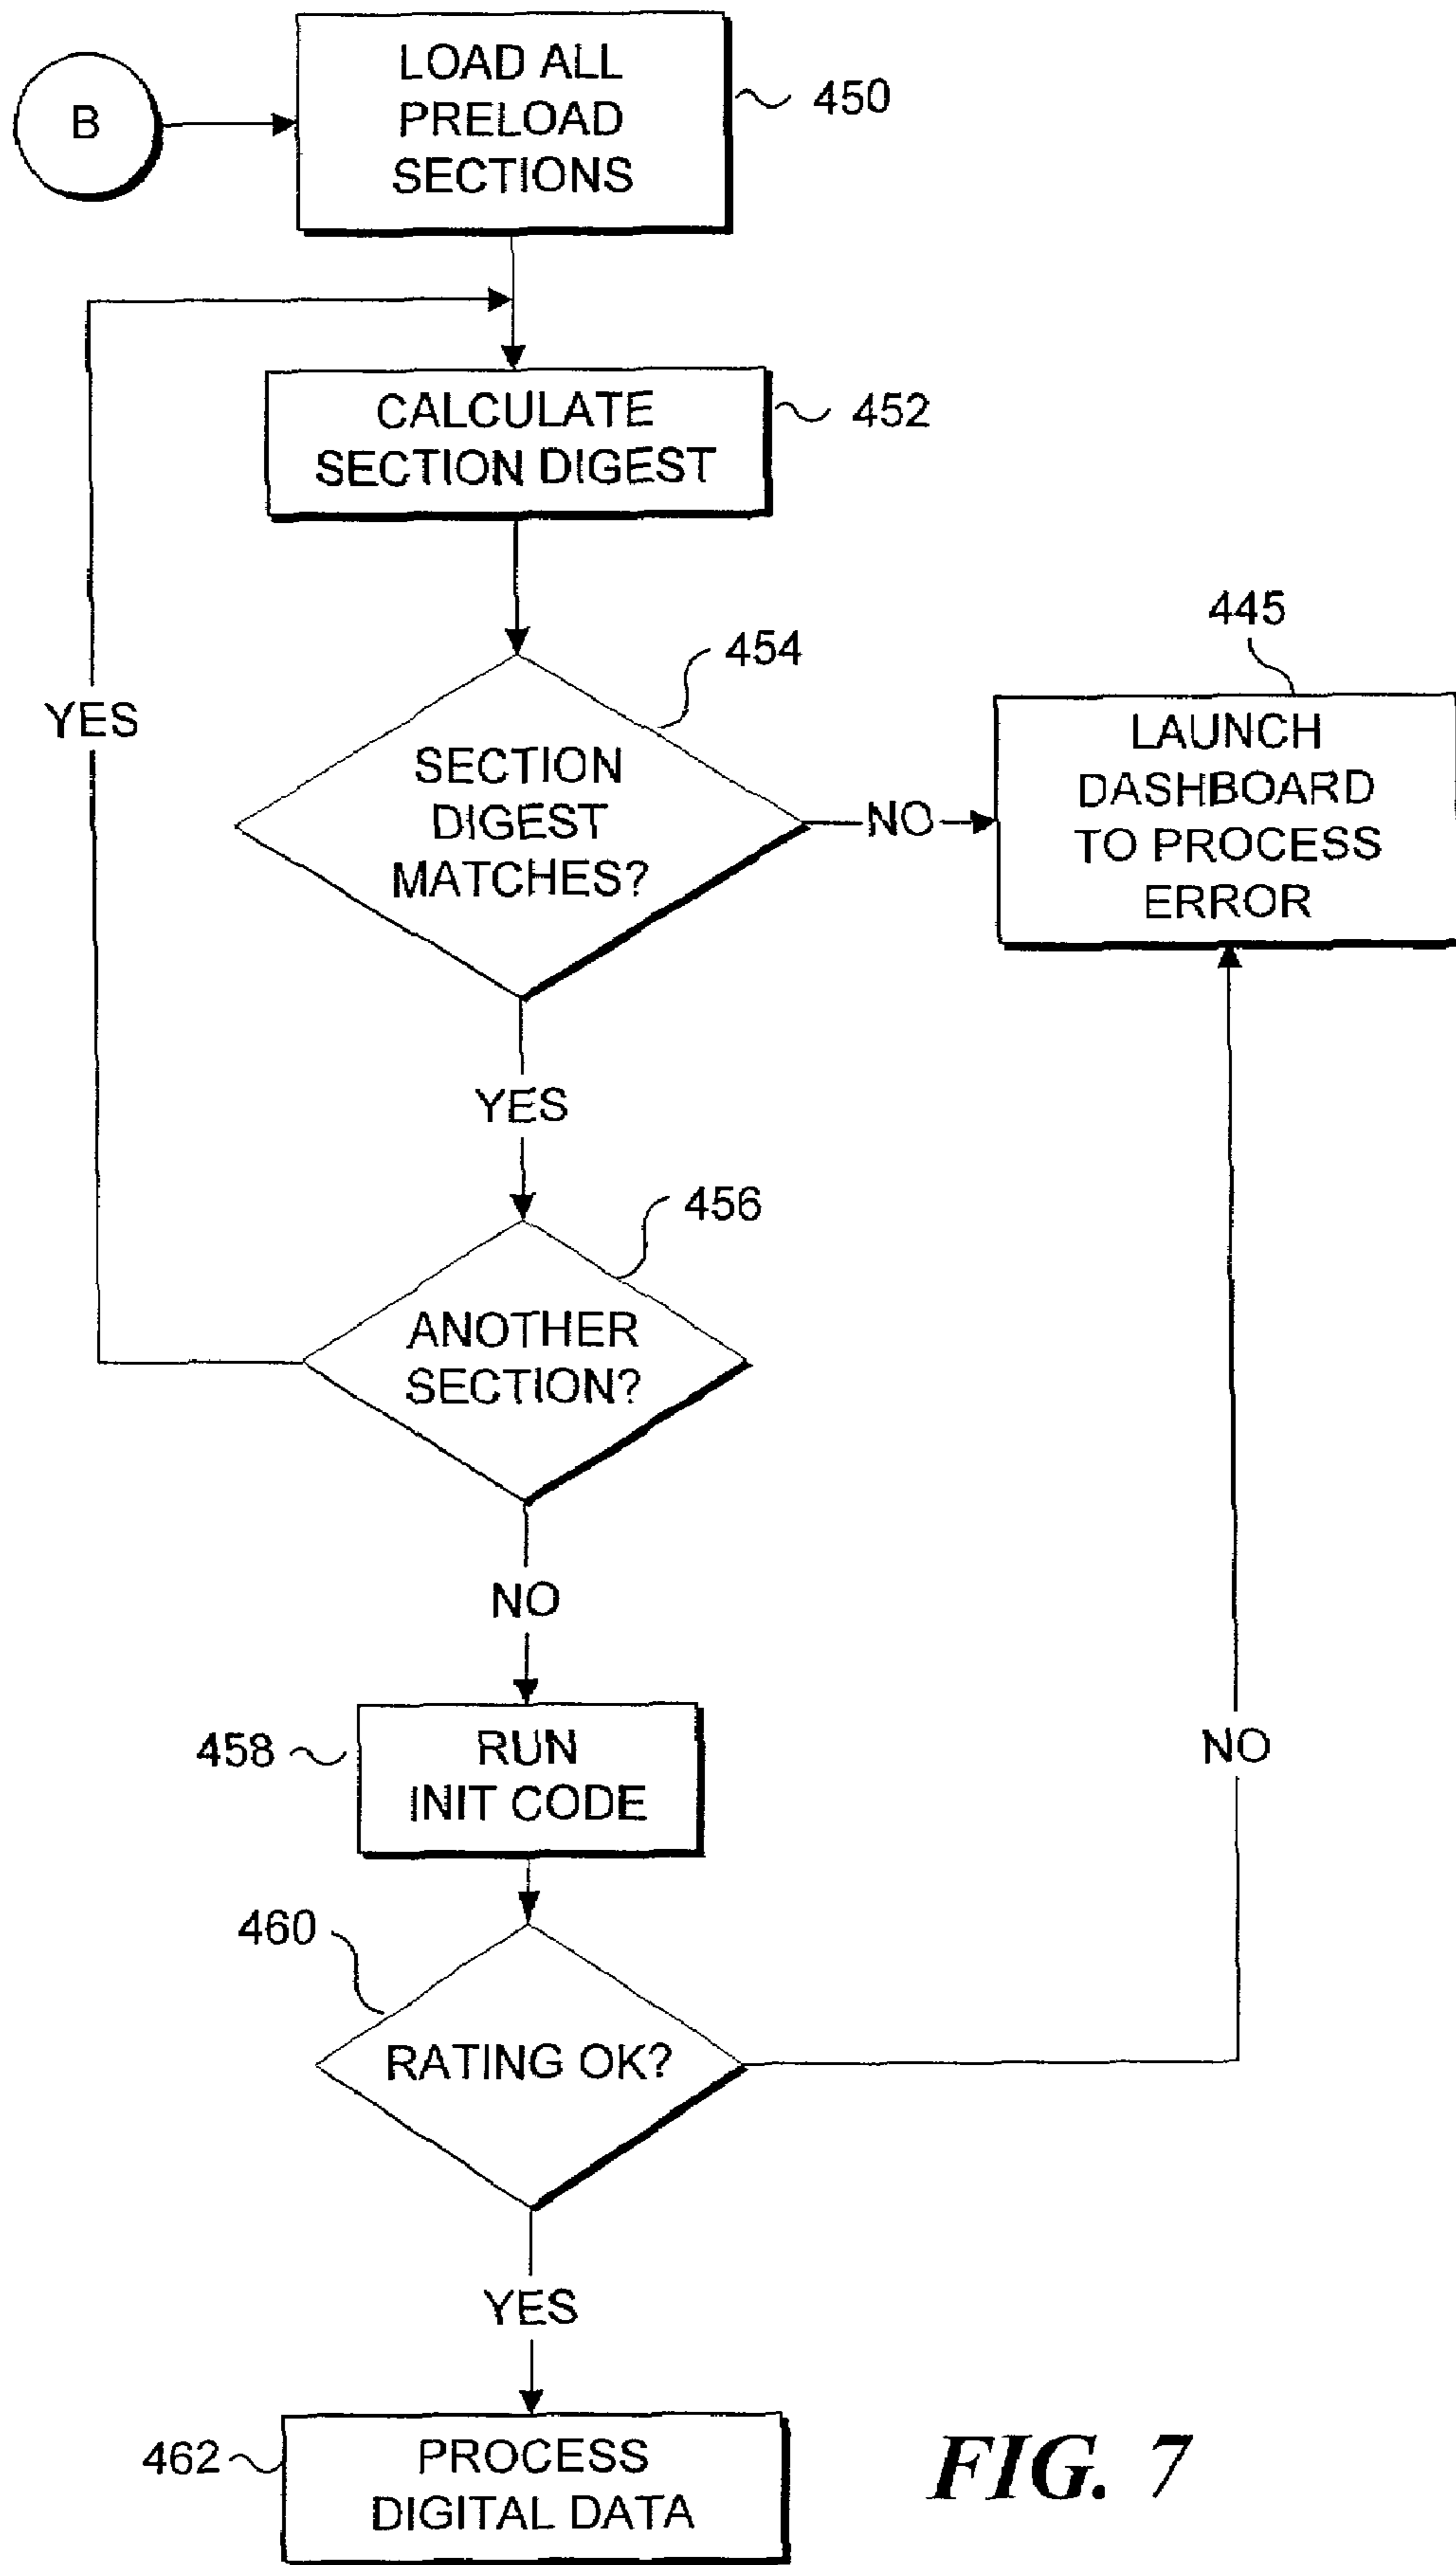 B
LOAD ALL
PRELOAD
SECTIONS
450
CALCULATE
SECTION DIGEST
452
454
SECTION
DIGEST
MATCHES?
NO
445
LAUNCH
DASHBOARD
TO PROCESS
ERROR
YES
YES
456
ANOTHER
SECTION?
NO
458
RUN
INIT CODE
NO
460
RATING OK?
YES
462
PROCESS
DIGITAL DATA
FIG. 7